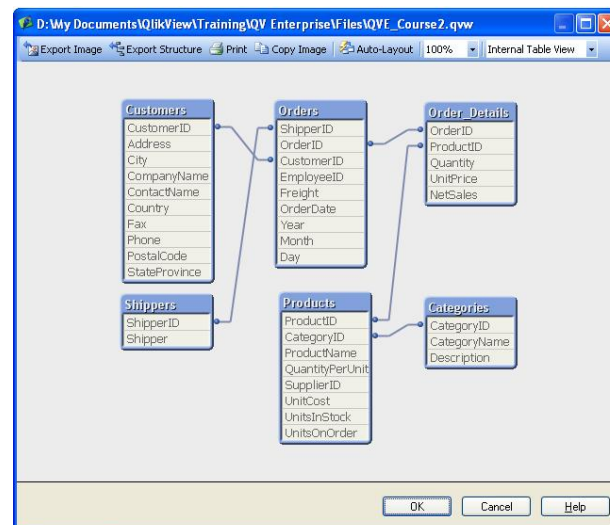 D:\My Documents\QlikView\Training\QV Enterprise\Files\QVE_Course2.qvw
Export Image Export Structure Print Copy Image Auto-Layout 100% Internal Table View
Customers
CustomerID
Address
City
CompanyName
ContactName
Country
Fax
Phone
PostalCode
StateProvince
Orders
ShipperID
OrderID
CustomerID
EmployeeID
Freight
OrderDate
Year
Month
Day
Order_Details
OrderID
ProductID
Quantity
UnitPrice
NetSales
Shippers
ShipperID
Shipper
Products
ProductID
CategoryID
ProductName
QuantityPerUnit
SupplierID
UnitCost
UnitsInStock
UnitsOnOrder
Categories
CategoryID
CategoryName
Description
OK Cancel Help